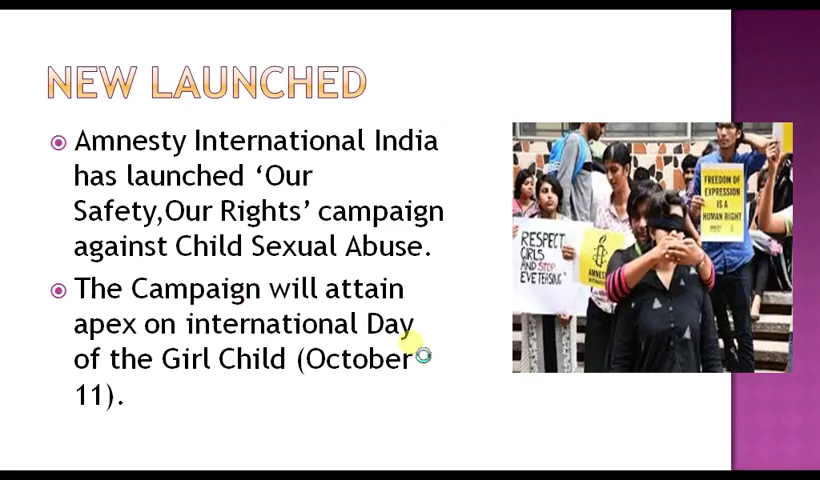 NEW LAUNCHED
Amnesty International India
has launched ‘Our
Safety,Our Rights’ campaign
against Child Sexual Abuse.
The Campaign will attain
apex on international Day
of the Girl Child (October
11).
RESPECT
GIRLS
AND STOP
EVETEASING"
FREEDOM OF
EXPRESSION
IS A
HUMAN RIGHT